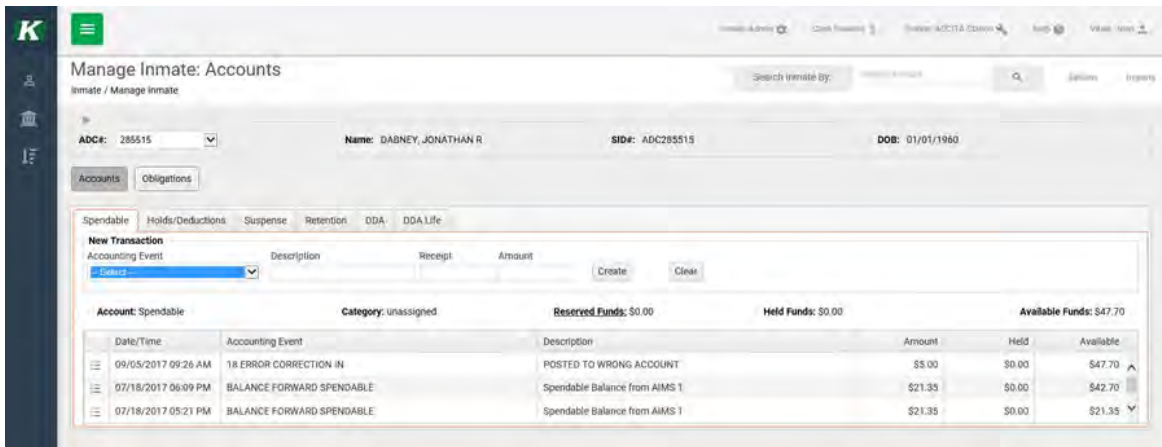 K
Manage Inmate: Accounts
Search Inmate By:
Inmate / Manage Inmate
ADC#: 285515 Name: DABNEY, JONATHAN R SID#: ADC285515 DOB: 01/01/1960
Accounts Obligations
Spendable Holds/Deductions Suspense Retention DDA DDA Life
New Transaction
Accounting Event Description Receipt Amount
-- Select -- Create Clear
Account: Spendable Category: unassigned Reserved Funds: $0.00 Held Funds: $0.00 Available Funds: $47.70
Date/Time Accounting Event Description Amount Held Available
09/05/2017 09:26 AM 18 ERROR CORRECTION IN POSTED TO WRONG ACCOUNT $5.00 $0.00 $47.70
07/18/2017 06:09 PM BALANCE FORWARD SPENDABLE Spendable Balance from AIMS 1 $21.35 $0.00 $42.70
07/18/2017 05:21 PM BALANCE FORWARD SPENDABLE Spendable Balance from AIMS 1 $21.35 $0.00 $21.35